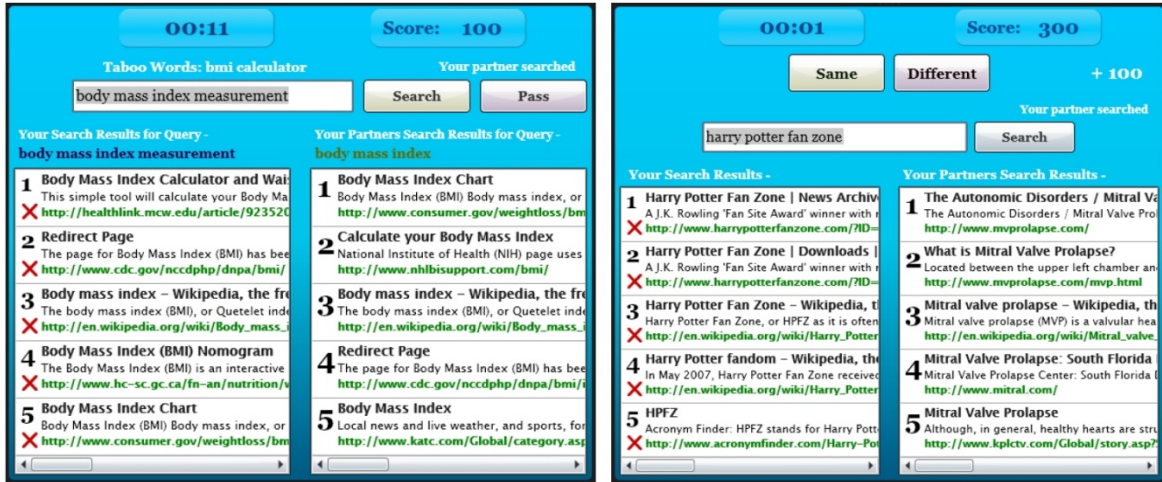 00:11
Score: 100
Taboo Words: bmi calculator
Your partner searched
body mass index measurement
Search
Pass
Your Search Results for Query -
body mass index measurement
1 Body Mass Index Calculator and Wais
This simple tool will calculate your Body Ma
http://healthlink.mcw.edu/article/923520
2 Redirect Page
The page for Body Mass Index (BMI) has bee
http://www.cdc.gov/nccdphp/dnpa/bmi/
3 Body mass index – Wikipedia, the fre
The body mass index (BMI), or Quetelet inde
http://en.wikipedia.org/wiki/Body_mass_i
4 Body Mass Index (BMI) Nomogram
The Body Mass Index (BMI) is an interactive
http://www.hc-sc.gc.ca/fn-an/nutrition/w
5 Body Mass Index Chart
Body Mass Index (BMI) Body mass index, or
http://www.consumer.gov/weightloss/bm
Your Partners Search Results for Query -
body mass index
1 Body Mass Index Chart
Body Mass Index (BMI) Body mass index, or
http://www.consumer.gov/weightloss/bm
2 Calculate your Body Mass Index
National Institute of Health (NIH) page uses
http://www.nhlbisupport.com/bmi/
3 Body mass index – Wikipedia, the fre
The body mass index (BMI), or Quetelet inde
http://en.wikipedia.org/wiki/Body_mass_i
4 Redirect Page
The page for Body Mass Index (BMI) has bee
http://www.cdc.gov/nccdphp/dnpa/bmi/i
5 Body Mass Index
Local news and live weather, and sports, for
http://www.katc.com/Global/category.asp
00:01
Score: 300
Same
Different
+ 100
Your partner searched
harry potter fan zone
Search
Your Search Results -
1 Harry Potter Fan Zone | News Archiv
A J.K. Rowling 'Fan Site Award' winner with r
http://www.harrypotterfanzone.com/?ID=
2 Harry Potter Fan Zone | Downloads |
A J.K. Rowling 'Fan Site Award' winner with r
http://www.harrypotterfanzone.com/?ID=
3 Harry Potter Fan Zone – Wikipedia, tl
Harry Potter Fan Zone, or HPFZ as it is often
http://en.wikipedia.org/wiki/Harry_Potter
4 Harry Potter fandom – Wikipedia, the
In May 2007, Harry Potter Fan Zone received
http://en.wikipedia.org/wiki/Harry_Potter
5 HPFZ
Acronym Finder: HPFZ stands for Harry Pott
http://www.acronymfinder.com/Harry-Pot
Your Partners Search Results -
1 The Autonomic Disorders / Mitral Va
The Autonomic Disorders / Mitral Valve Prol
http://www.mvprolapse.com/
2 What is Mitral Valve Prolapse?
Located between the upper left chamber an
http://www.mvprolapse.com/mvp.html
3 Mitral valve prolapse – Wikipedia, th
Mitral valve prolapse (MVP) is a valvular hea
http://en.wikipedia.org/wiki/Mitral_valve_
4 Mitral Valve Prolapse: South Florida I
Mitral Valve Prolapse Center: South Florida D
http://www.mitral.com/
5 Mitral Valve Prolapse
Although, in general, healthy hearts are stru
http://www.kplctv.com/Global/story.asp?S